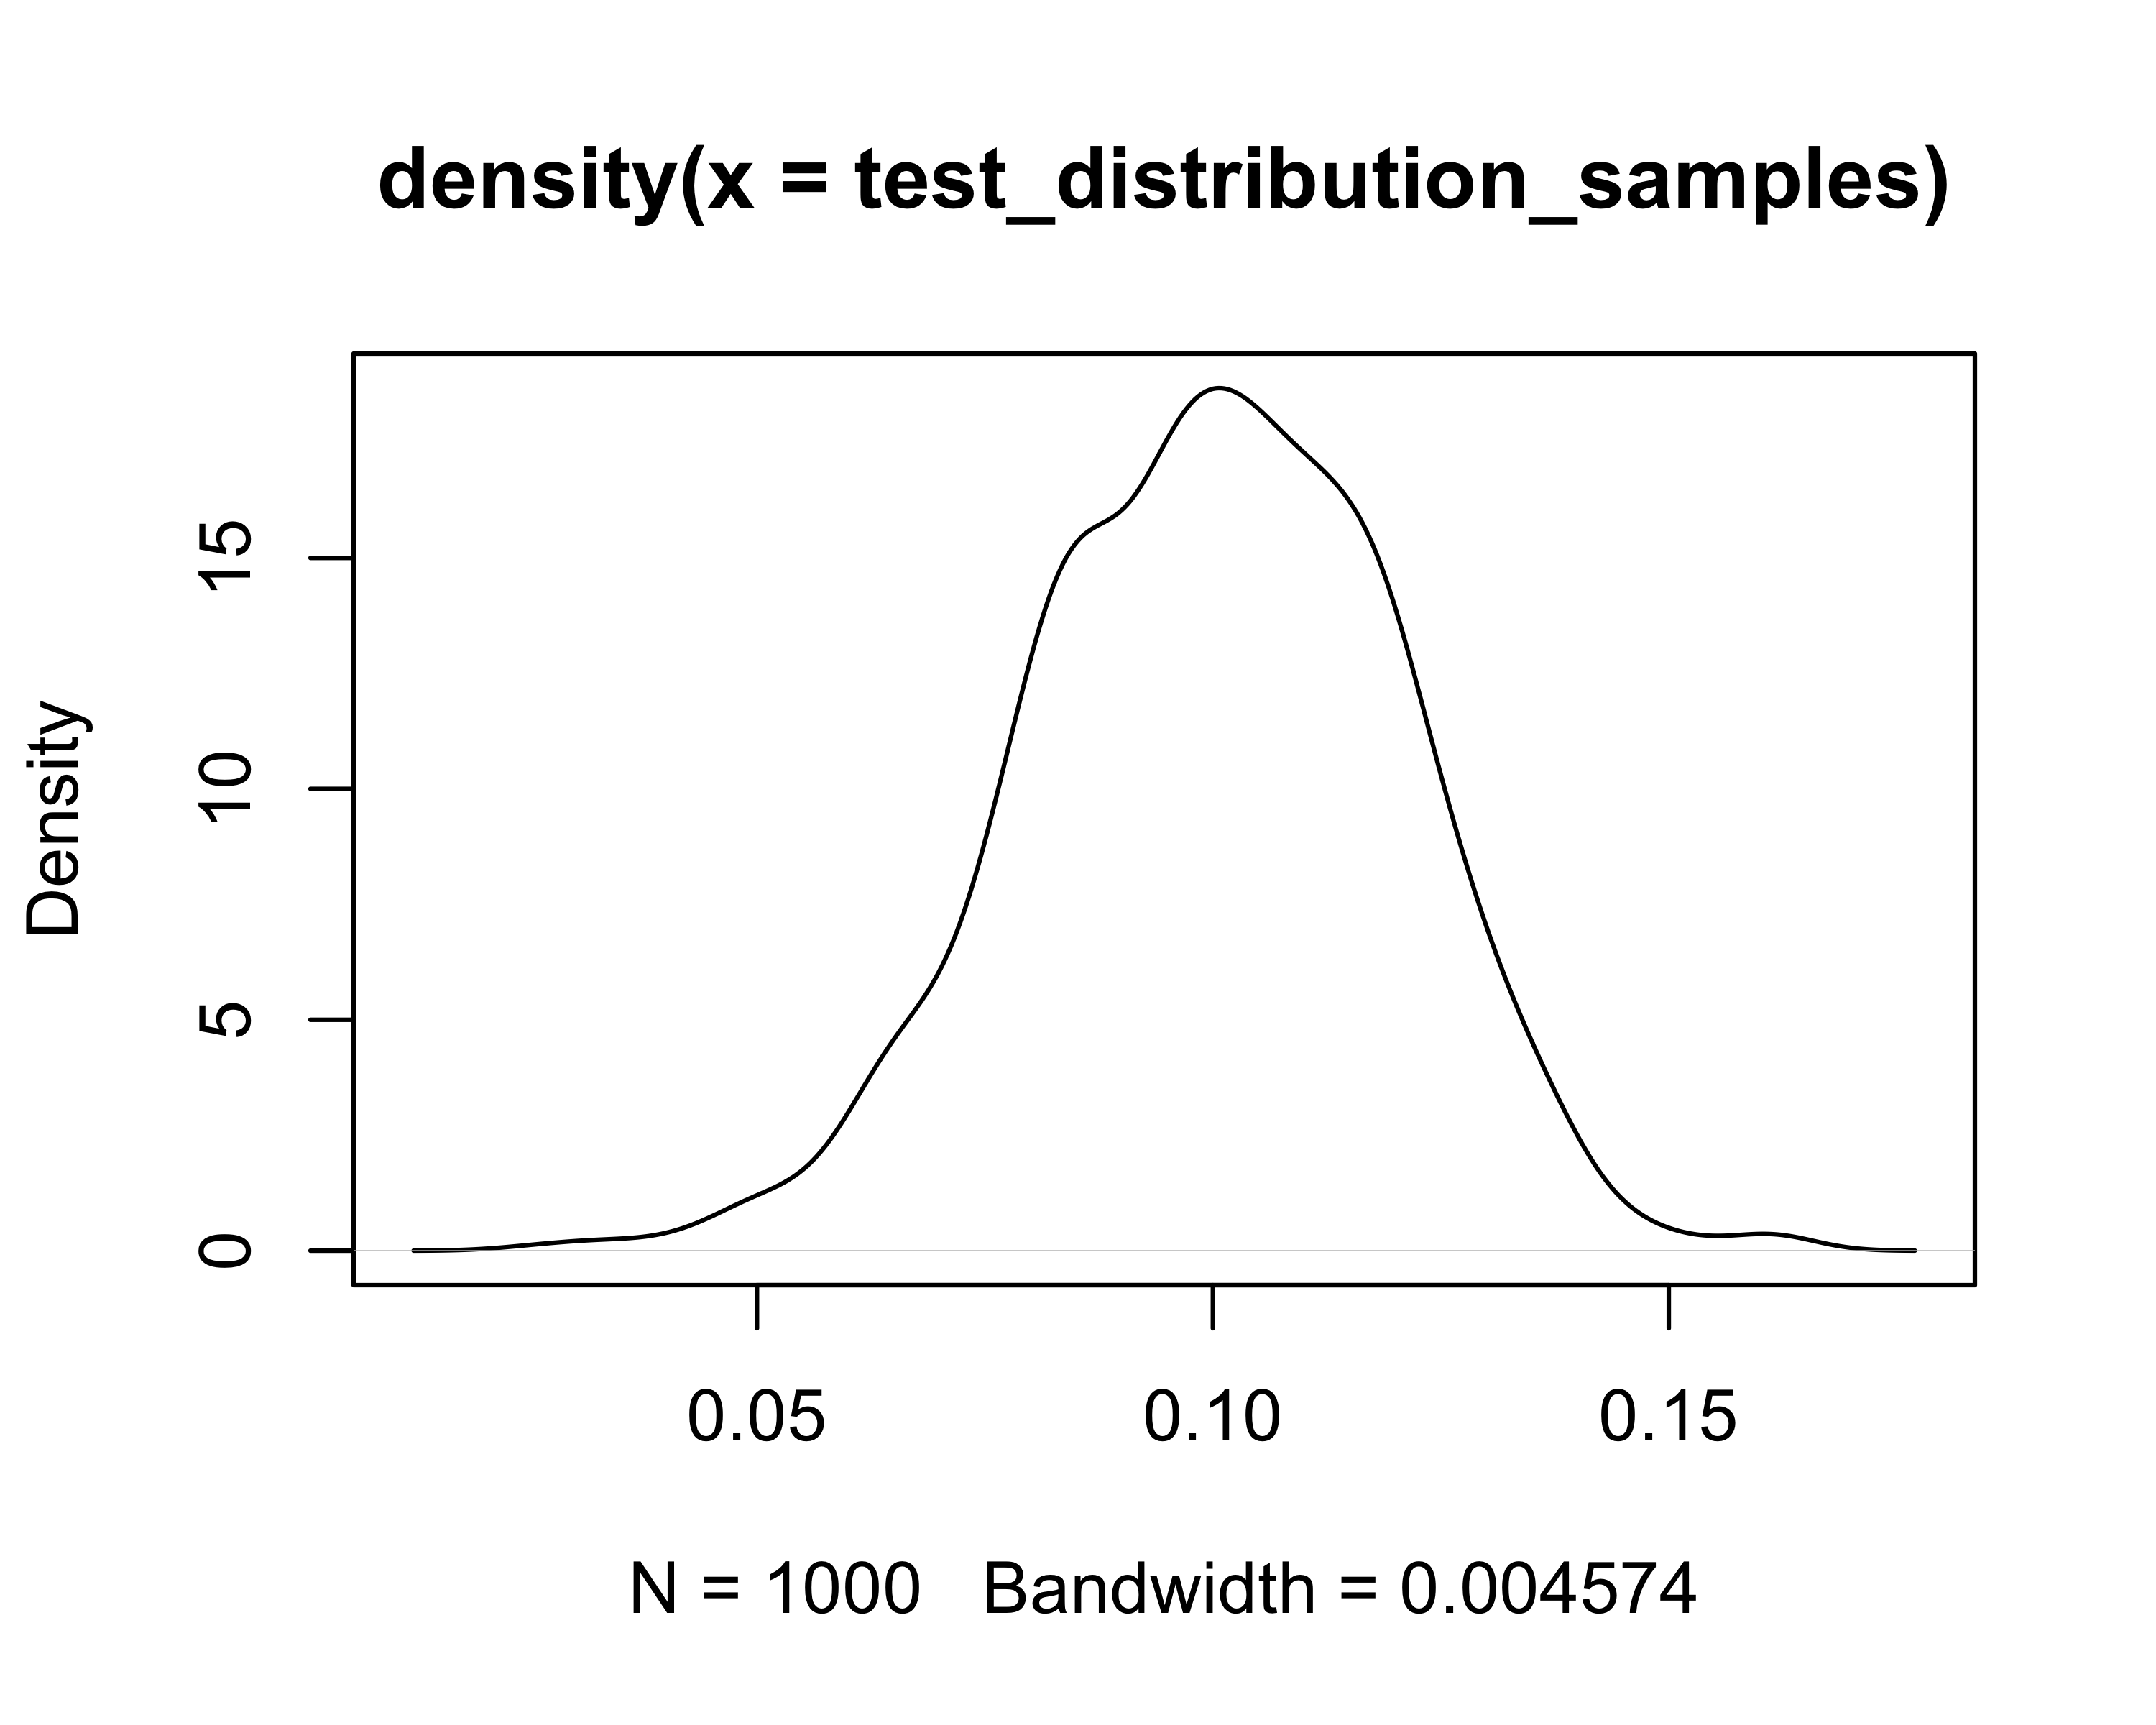 density(x = test_distribution_samples)
Density
15
10
5
0
0.05 0.10 0.15
N = 1000 Bandwidth = 0.004574